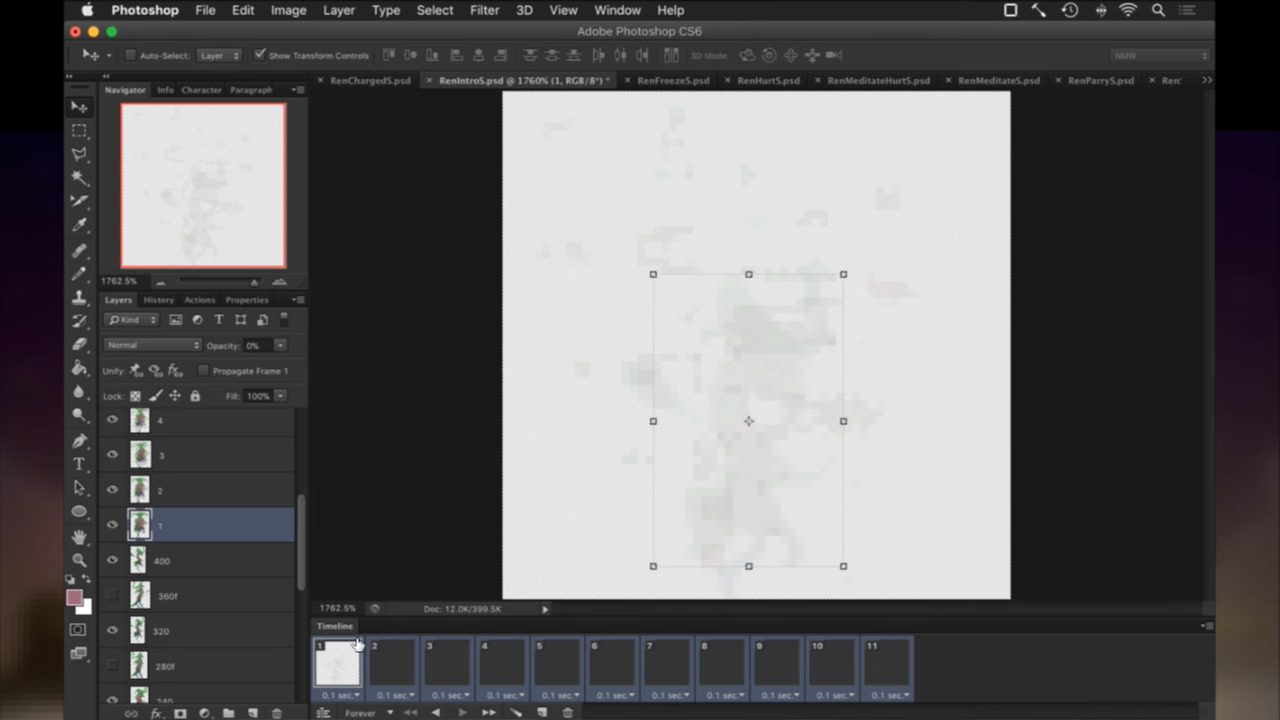 Photoshop File Edit Image Layer Type Select Filter 3D View Window Help
Adobe Photoshop CS6
Auto-Select: Layer Show Transform Controls 3D Mode: NMW
RenChargedS.psd RenIntroS.psd @ 1760% (1, RGB/8*) * RenFreezeS.psd RenHurtS.psd RenMeditateHurtS.psd RenMeditateS.psd RenParryS.psd Ren
Navigator Info Character Paragraph
1762.5%
Layers History Actions Properties
Kind
Normal Opacity: 0%
Unify: Propagate Frame 1
Lock: Fill: 100%
4
3
2
1
400
360f
320
280f
240
1762.5% Doc: 12.0K/399.5K
Timeline
1 2 3 4 5 6 7 8 9 10 11
0.1 sec. 0.1 sec. 0.1 sec. 0.1 sec. 0.1 sec. 0.1 sec. 0.1 sec. 0.1 sec. 0.1 sec. 0.1 sec. 0.1 sec.
Forever